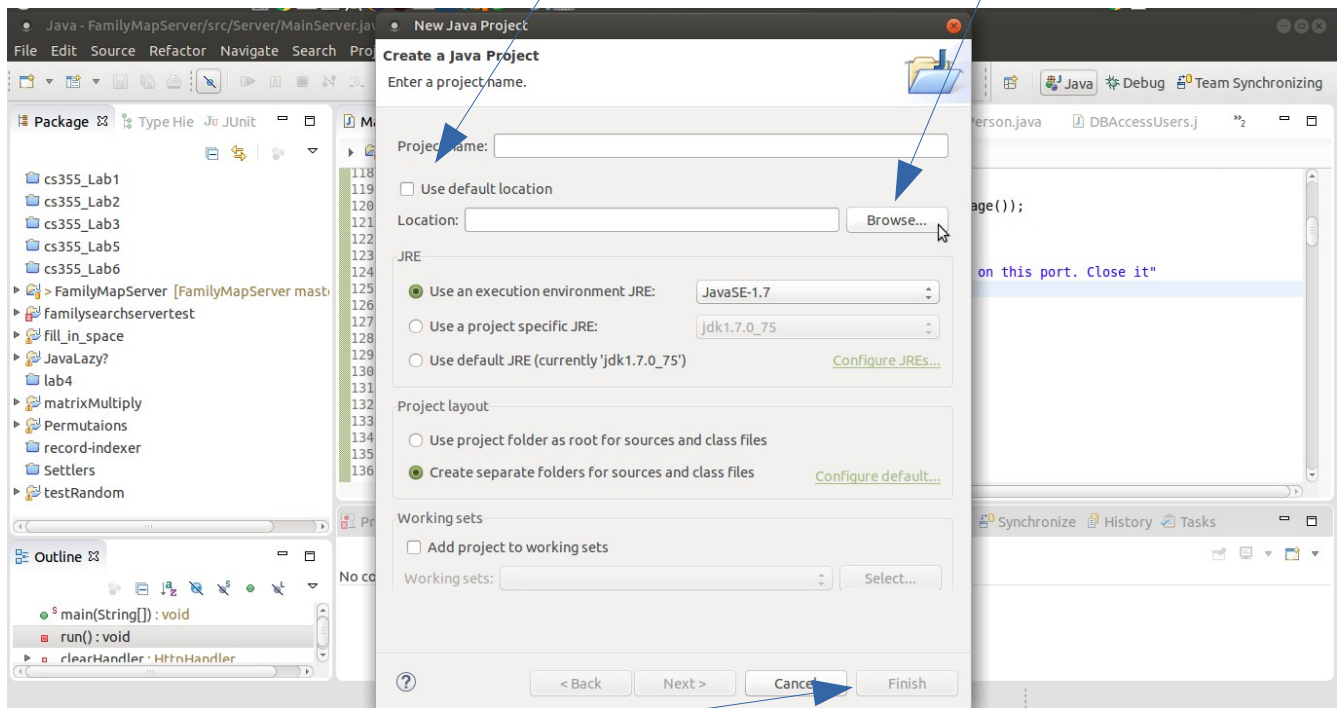 Java - FamilyMapServer/src/Server/MainServer.jav
New Java Project
File Edit Source Refactor Navigate Search Proj
Create a Java Project
Enter a project name.
Java Debug Team Synchronizing
Package Type Hie JUnit
Person.java DBAccessUsers.j »2
Project name:
Use default location
Location: Browse...
JRE
Use an execution environment JRE: JavaSE-1.7
Use a project specific JRE: jdk1.7.0_75
Use default JRE (currently 'jdk1.7.0_75') Configure JREs...
Project layout
Use project folder as root for sources and class files
Create separate folders for sources and class files Configure default...
Working sets
Add project to working sets
Working sets: Select...
< Back Next > Cancel Finish
cs355_Lab1
cs355_Lab2
cs355_Lab3
cs355_Lab5
cs355_Lab6
> FamilyMapServer [FamilyMapServer maste
familysearchservertest
fill_in_space
JavaLazy?
lab4
matrixMultiply
Permutaions
record-indexer
Settlers
testRandom
118
119
120
121
122
123
124
125
126
127
128
129
130
131
132
133
134
135
136
age());
on this port. Close it"
Pr
Synchronize History Tasks
No co
Outline
main(String[]) : void
run() : void
clearHandler : HttpHandler